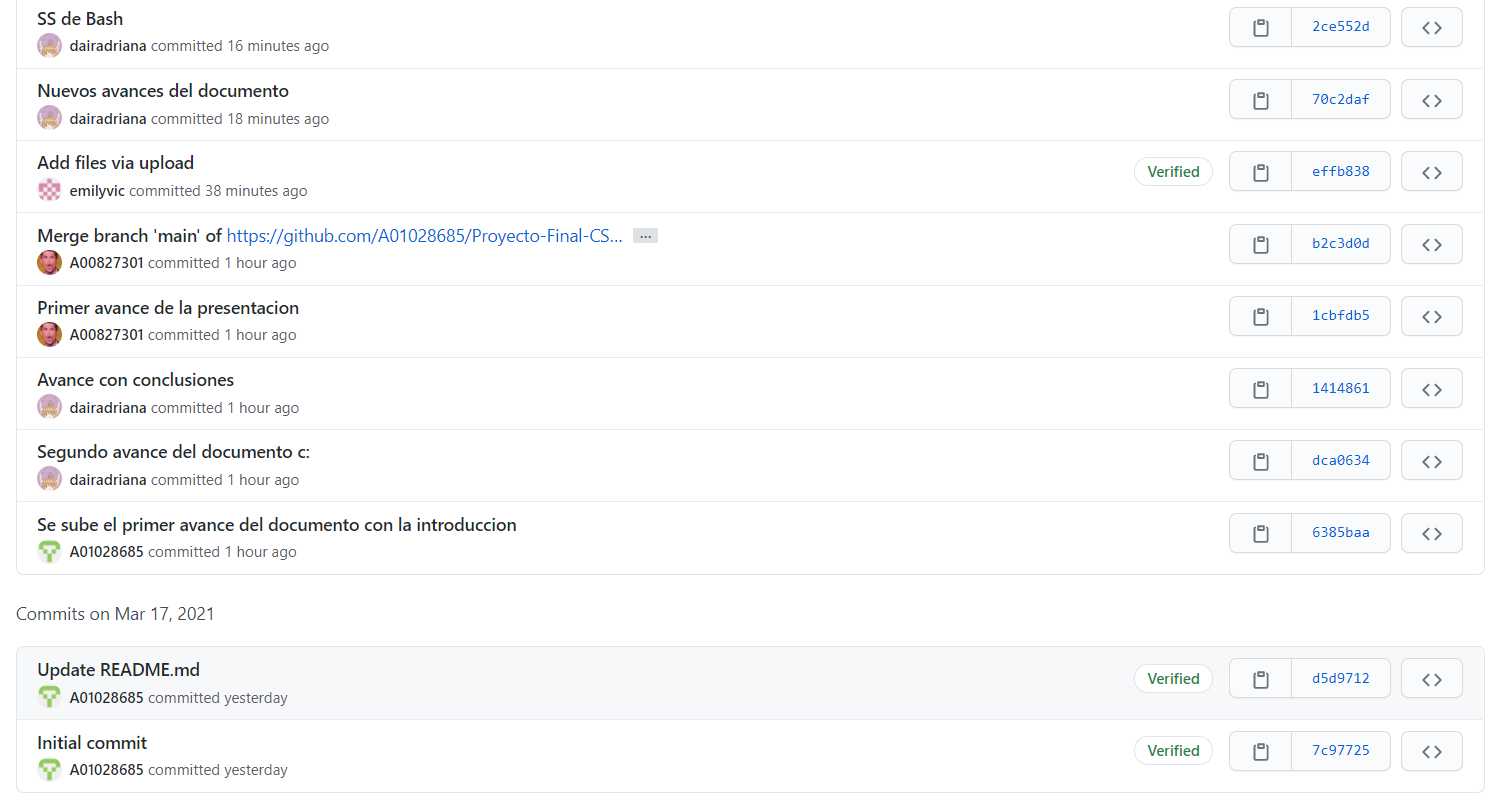 SS de Bash
dairadriana committed 16 minutes ago
2ce552d
Nuevos avances del documento
dairadriana committed 18 minutes ago
70c2daf
Add files via upload
emilyvic committed 38 minutes ago
Verified
effb838
Merge branch 'main' of https://github.com/A01028685/Proyecto-Final-CS... ...
A00827301 committed 1 hour ago
b2c3d0d
Primer avance de la presentacion
A00827301 committed 1 hour ago
1cbfdb5
Avance con conclusiones
dairadriana committed 1 hour ago
1414861
Segundo avance del documento c:
dairadriana committed 1 hour ago
dca0634
Se sube el primer avance del documento con la introduccion
A01028685 committed 1 hour ago
6385baa
Commits on Mar 17, 2021
Update README.md
A01028685 committed yesterday
Verified
d5d9712
Initial commit
A01028685 committed yesterday
Verified
7c97725